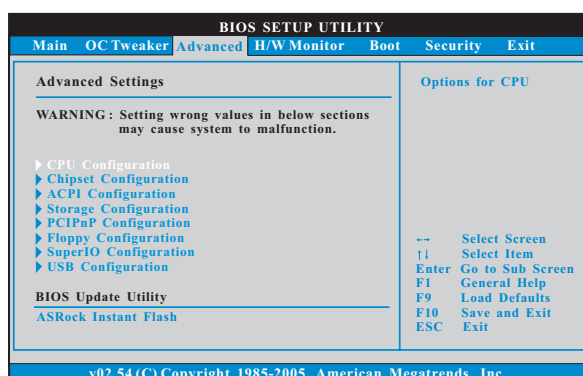 BIOS SETUP UTILITY
Main OC Tweaker Advanced H/W Monitor Boot Security Exit
Advanced Settings
WARNING : Setting wrong values in below sections
may cause system to malfunction.
CPU Configuration
Chipset Configuration
ACPI Configuration
Storage Configuration
PCIPnP Configuration
Floppy Configuration
SuperIO Configuration
USB Configuration
BIOS Update Utility
ASRock Instant Flash
Options for CPU
←→ Select Screen
↑↓ Select Item
Enter Go to Sub Screen
F1 General Help
F9 Load Defaults
F10 Save and Exit
ESC Exit
v02.54 (C) Copyright 1985-2005, American Megatrends, Inc.